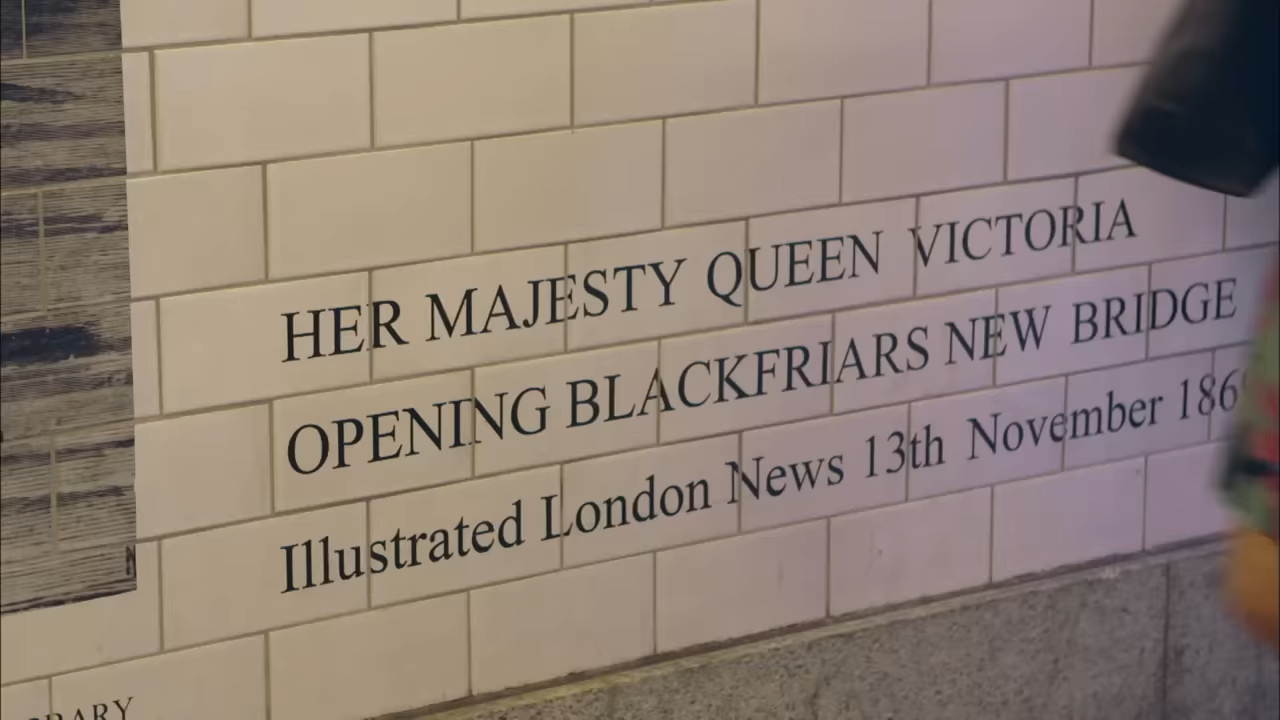 HER MAJESTY QUEEN VICTORIA
OPENING BLACKFRIARS NEW BRIDGE
Illustrated London News 13th November